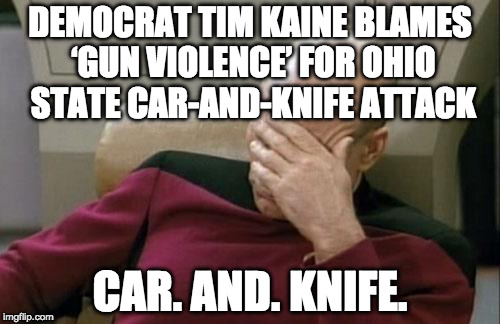 DEMOCRAT TIM KAINE BLAMES
‘GUN VIOLENCE’ FOR OHIO
STATE CAR-AND-KNIFE ATTACK
CAR. AND. KNIFE.
imgflip.com